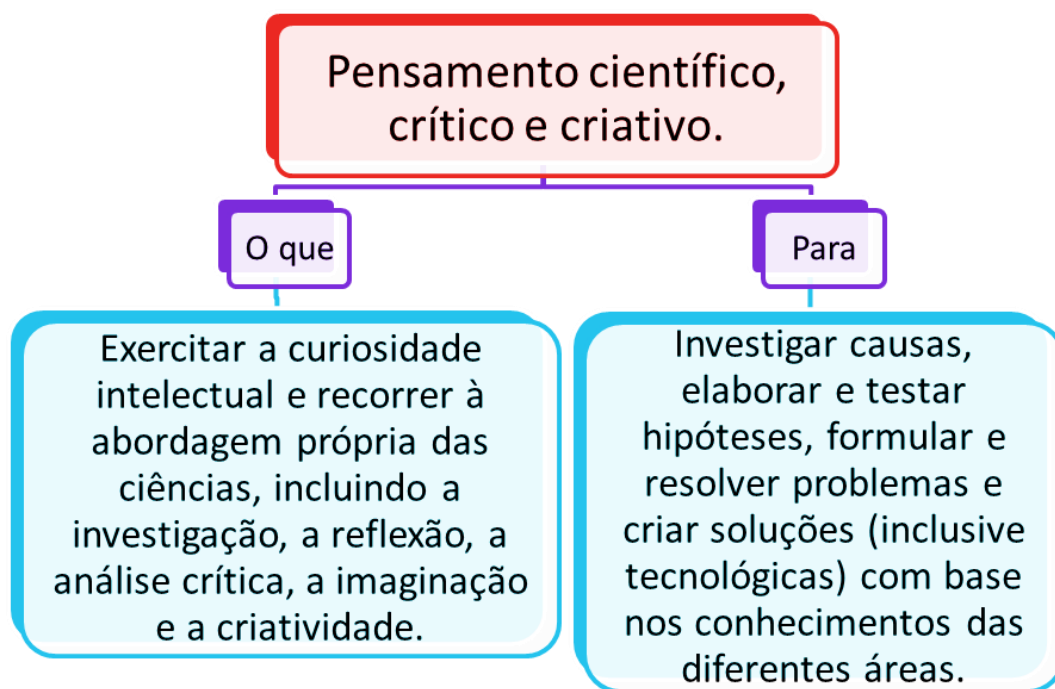 Pensamento científico,
crítico e criativo.
O que
Para
Exercitar a curiosidade
intelectual e recorrer à
abordagem própria das
ciências, incluindo a
investigação, a reflexão, a
análise crítica, a imaginação
e a criatividade.
Investigar causas,
elaborar e testar
hipóteses, formular e
resolver problemas e
criar soluções (inclusive
tecnológicas) com base
nos conhecimentos das
diferentes áreas.